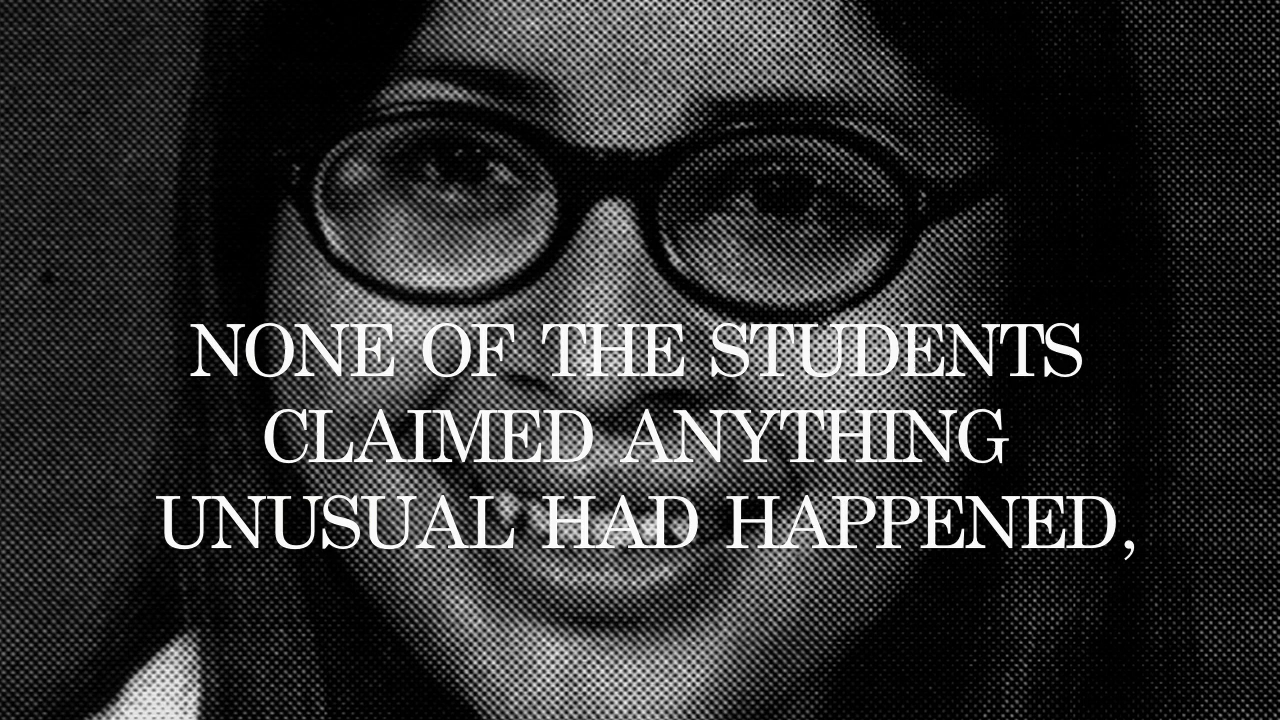 NONE OF THE STUDENTS
CLAIMED ANYTHING
UNUSUAL HAD HAPPENED,